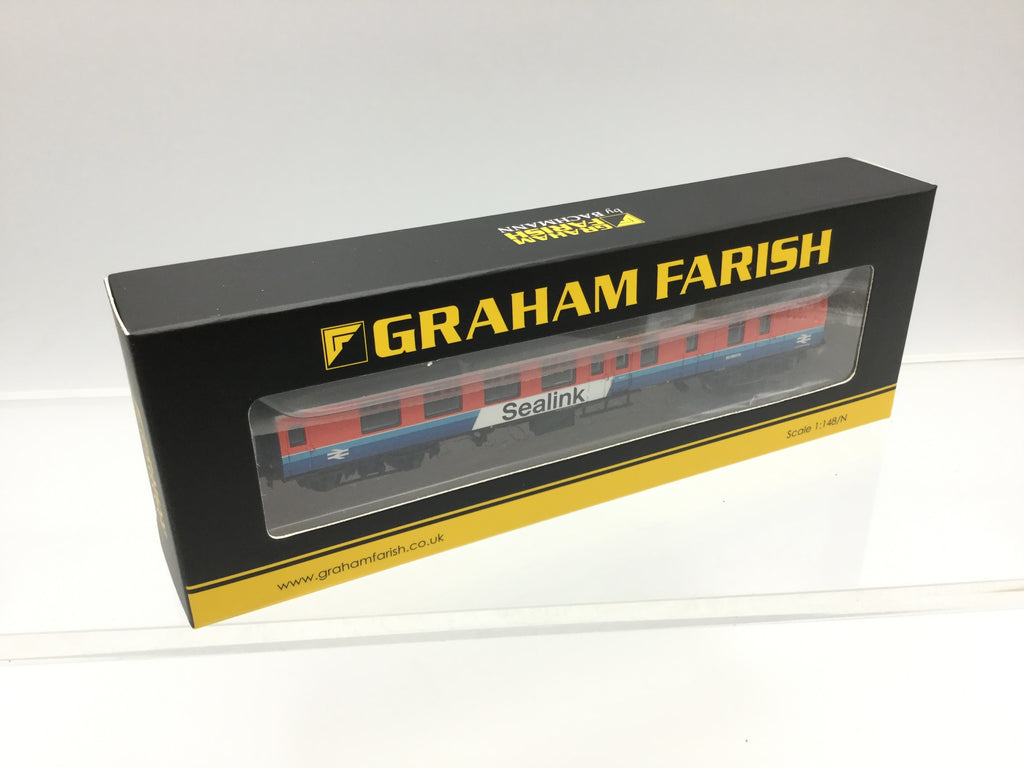 GRAHAM
FARISH
by BACHMANN
GRAHAM FARISH
Sealink
Scale 1:148/N
www.grahamfarish.co.uk